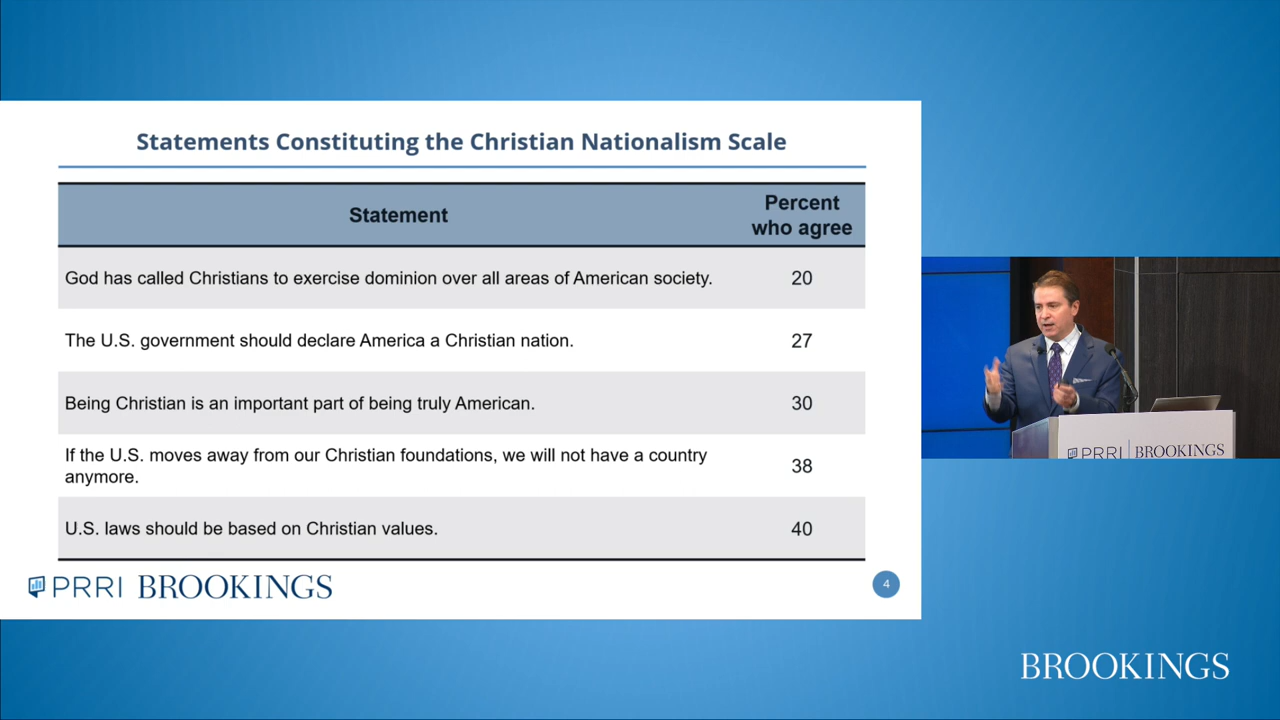 Statements Constituting the Christian Nationalism Scale
Statement
Percent
who agree
God has called Christians to exercise dominion over all areas of American society.
20
The U.S. government should declare America a Christian nation.
27
Being Christian is an important part of being truly American.
30
If the U.S. moves away from our Christian foundations, we will not have a country
anymore.
38
U.S. laws should be based on Christian values.
40
PRRI BROOKINGS
4
PRRI BROOKINGS
BROOKINGS